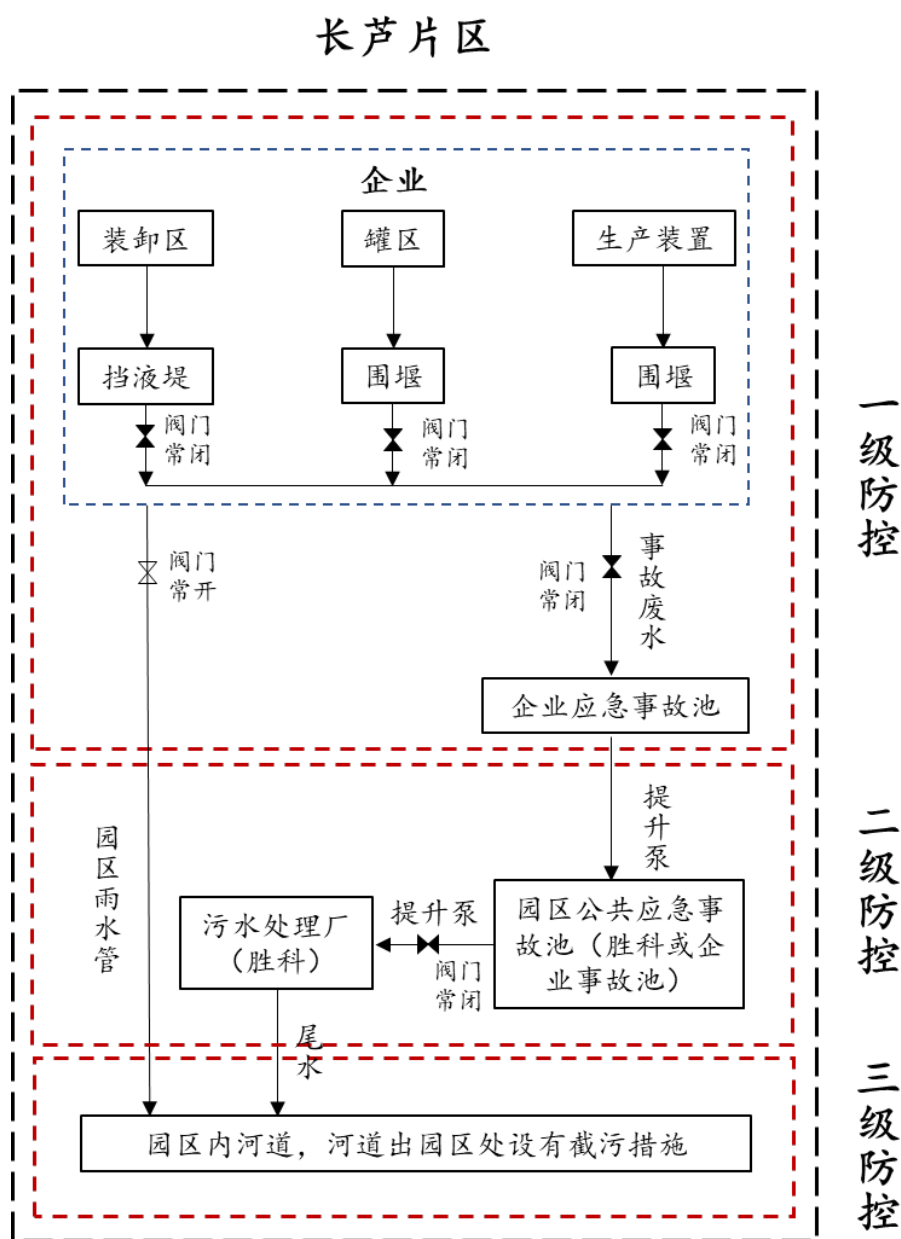 长芦片区
企业
装卸区
罐区
生产装置
挡液堤
围堰
围堰
阀门
常闭
阀门
常闭
阀门
常闭
一级防控
阀门
常开
阀门
常闭
事故废水
企业应急事故池
提升泵
二级防控
园区雨水管
污水处理厂
（胜科）
提升泵
阀门
常闭
园区公共应急事
故池（胜科或企
业事故池）
尾水
三级防控
园区内河道，河道出园区处设有截污措施